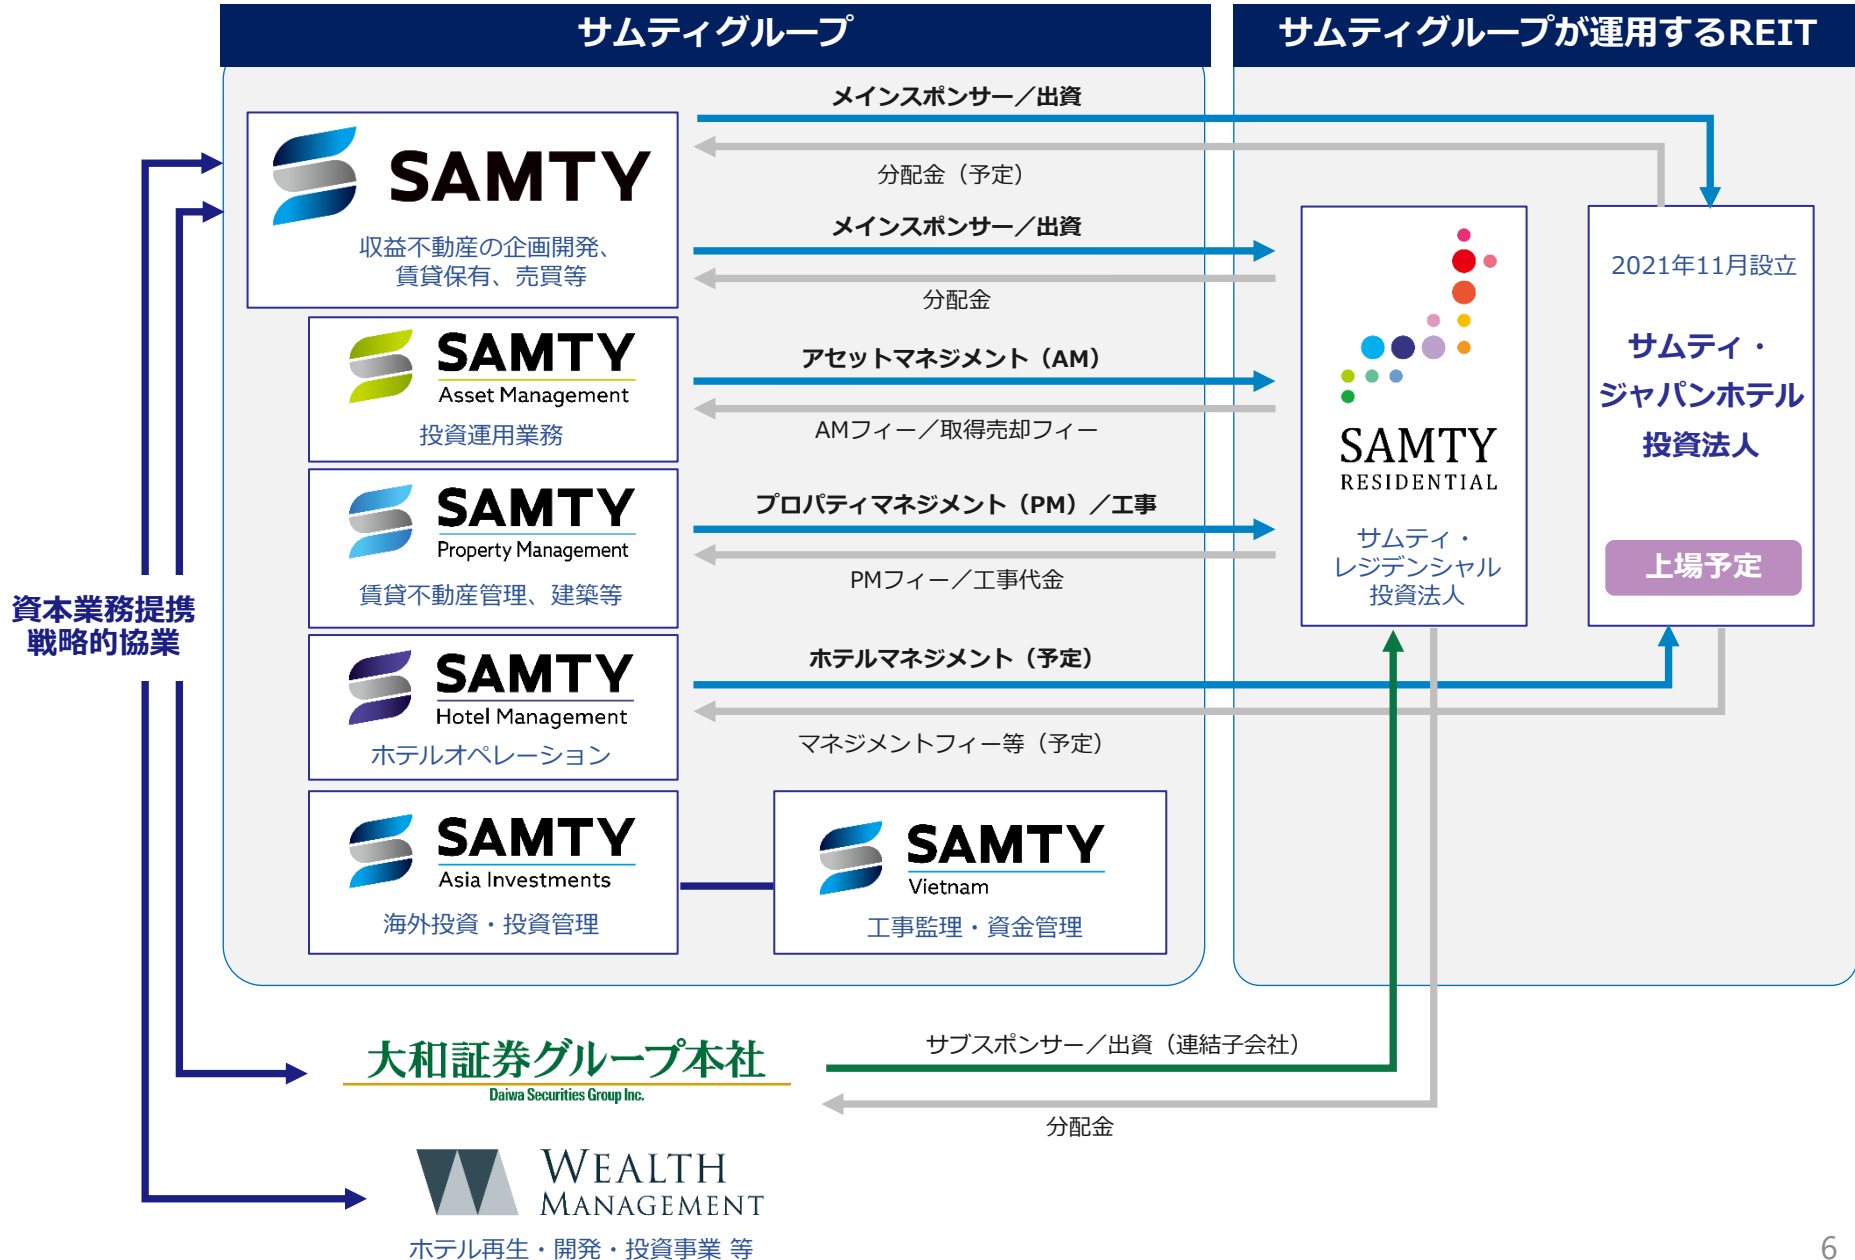 サムティグループ
サムティグループが運用するREIT
メインスポンサー／出資
分配金（予定）
SAMTY
収益不動産の企画開発、
賃貸保有、売買等
メインスポンサー／出資
分配金
SAMTY
Asset Management
投資運用業務
アセットマネジメント（AM）
AMフィー／取得売却フィー
SAMTY
Property Management
賃貸不動産管理、建築等
プロパティマネジメント（PM）／工事
PMフィー／工事代金
SAMTY
Hotel Management
ホテルオペレーション
ホテルマネジメント（予定）
マネジメントフィー等（予定）
SAMTY
Asia Investments
海外投資・投資管理
SAMTY
Vietnam
工事監理・資金管理
SAMTY
RESIDENTIAL
サムティ・
レジデンシャル
投資法人
2021年11月設立
サムティ・
ジャパンホテル
投資法人
上場予定
資本業務提携
戦略的協業
大和証券グループ本社
Daiwa Securities Group Inc.
サブスポンサー／出資（連結子会社）
分配金
WEALTH
MANAGEMENT
ホテル再生・開発・投資事業 等
6